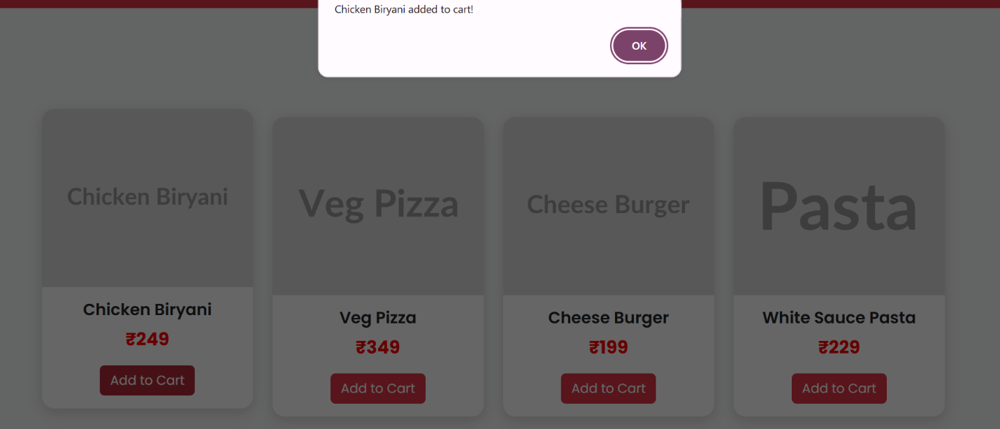 Chicken Biryani added to cart!
OK
Chicken Biryani
Veg Pizza
Cheese Burger
Pasta
Chicken Biryani
₹249
Add to Cart
Veg Pizza
₹349
Add to Cart
Cheese Burger
₹199
Add to Cart
White Sauce Pasta
₹229
Add to Cart